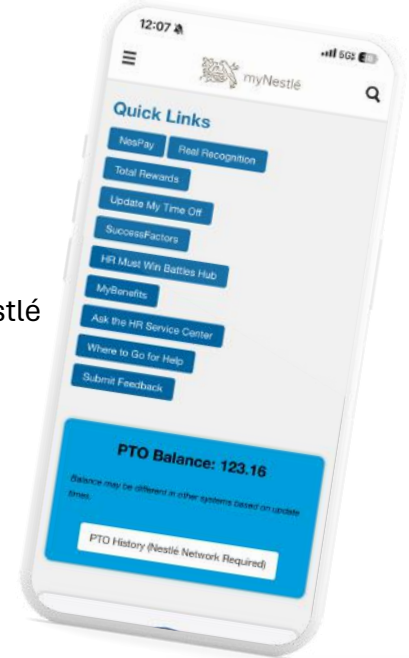 12:07
5G
myNestlé
Quick Links
NesPay Real Recognition
Total Rewards
Update My Time Off
SuccessFactors
HR Must Win Battles Hub
MyBenefits
Ask the HR Service Center
Where to Go for Help
Submit Feedback
stlé
PTO Balance: 123.16
Balance may be different in other systems based on update
times.
PTO History (Nestlé Network Required)